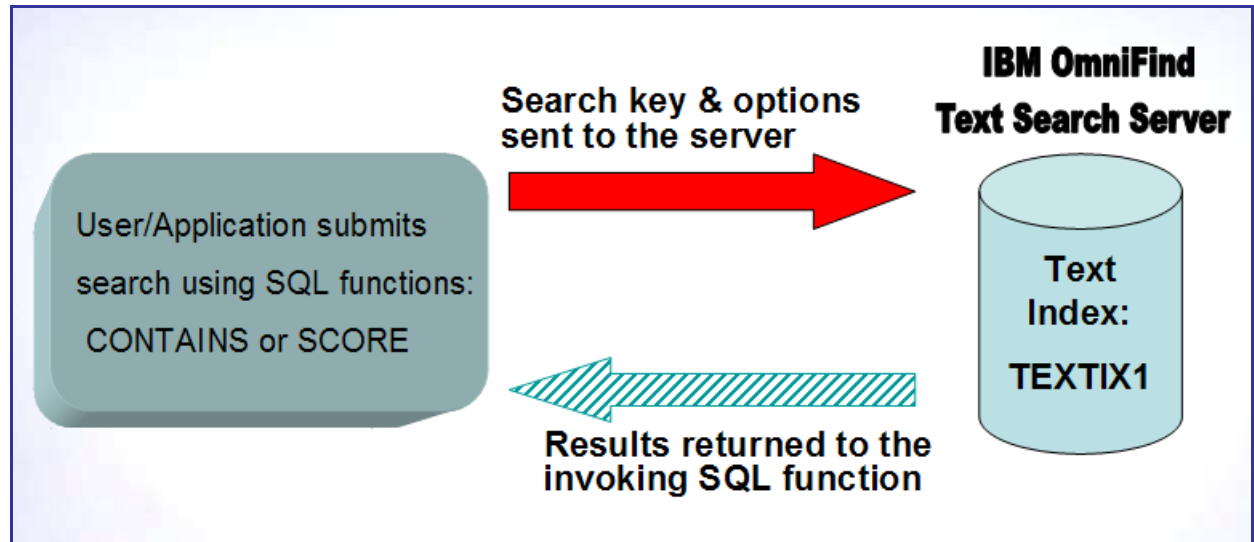 IBM OmniFind
Text Search Server
Search key & options
sent to the server
User/Application submits
search using SQL functions:
CONTAINS or SCORE
Text
Index:
TEXTIX1
Results returned to the
invoking SQL function